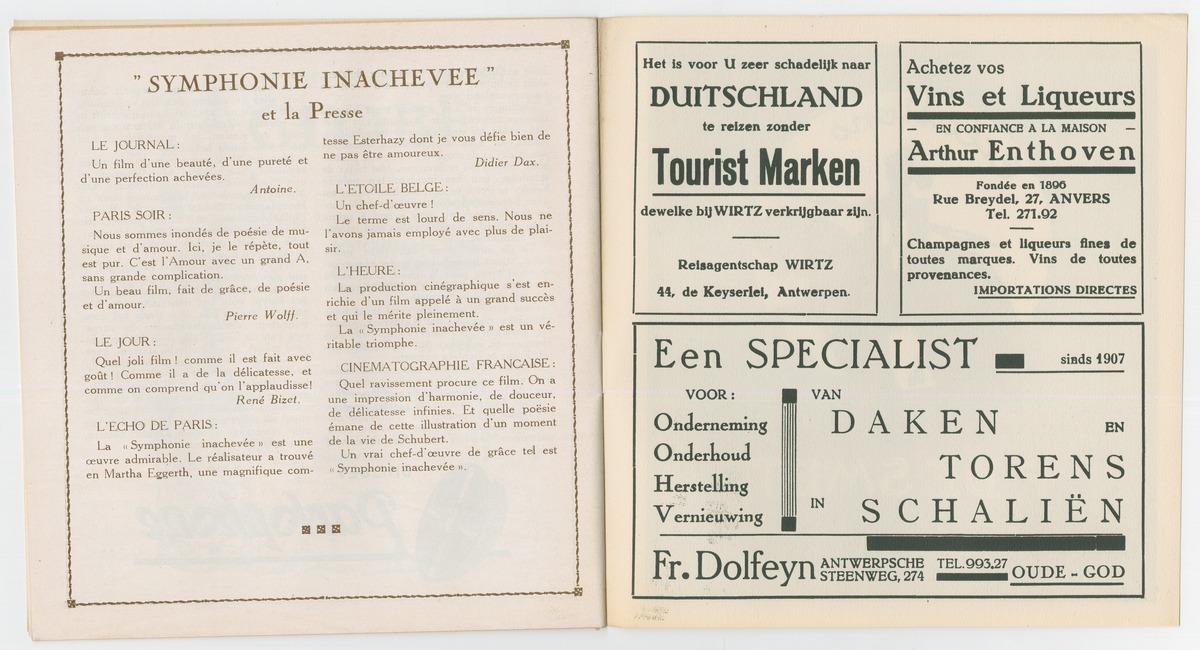 " SYMPHONIE INACHEVEE "
et la Presse
LE JOURNAL :
Un film d'une beauté, d'une pureté et
d'une perfection achevées.
Antoine.
PARIS SOIR :
Nous sommes inondés de poésie de mu-
sique et d'amour. Ici, je le répète, tout
est pur. C'est l'Amour avec un grand A,
sans grande complication.
Un beau film, fait de grâce, de poésie
et d'amour.
Pierre Wolff.
LE JOUR :
Quel joli film ! comme il est fait avec
goût ! Comme il a de la délicatesse, et
comme on comprend qu'on l'applaudisse!
René Bizet.
L'ECHO DE PARIS :
La « Symphonie inachevée » est une
œuvre admirable. Le réalisateur a trouvé
en Martha Eggerth, une magnifique com-
tesse Esterhazy dont je vous défie bien de
ne pas être amoureux.
Didier Dax.
L'ETOILE BELGE :
Un chef-d'œuvre !
Le terme est lourd de sens. Nous ne
l'avons jamais employé avec plus de plai-
sir.
L'HEURE :
La production cinégraphique s'est en-
richie d'un film appelé à un grand succès
et qui le mérite pleinement.
La « Symphonie inachevée » est un vé-
ritable triomphe.
CINEMATOGRAPHIE FRANCAISE :
Quel ravissement procure ce film. On a
une impression d'harmonie, de douceur,
de délicatesse infinies. Et quelle poësie
émane de cette illustration d'un moment
de la vie de Schubert.
Un vrai chef-d'œuvre de grâce tel est
« Symphonie inachevée ».
Het is voor U zeer schadelijk naar
DUITSCHLAND
te reizen zonder
Tourist Marken
dewelke bij WIRTZ verkrijgbaar zijn.
Reisagentschap WIRTZ
44, de Keyserlei, Antwerpen.
Achetez vos
Vins et Liqueurs
— EN CONFIANCE A LA MAISON —
Arthur Enthoven
Fondée en 1896
Rue Breydel, 27, ANVERS
Tel. 271.92
Champagnes et liqueurs fines de
toutes marques. Vins de toutes
provenances.
IMPORTATIONS DIRECTES
Een SPECIALIST sinds 1907
VOOR :
Onderneming
Onderhoud
Herstelling
Vernieuwing
VAN
DAKEN EN
TORENS
IN SCHALIËN
Fr. Dolfeyn ANTWERPSCHE
STEENWEG, 274
TEL. 993.27
OUDE - GOD